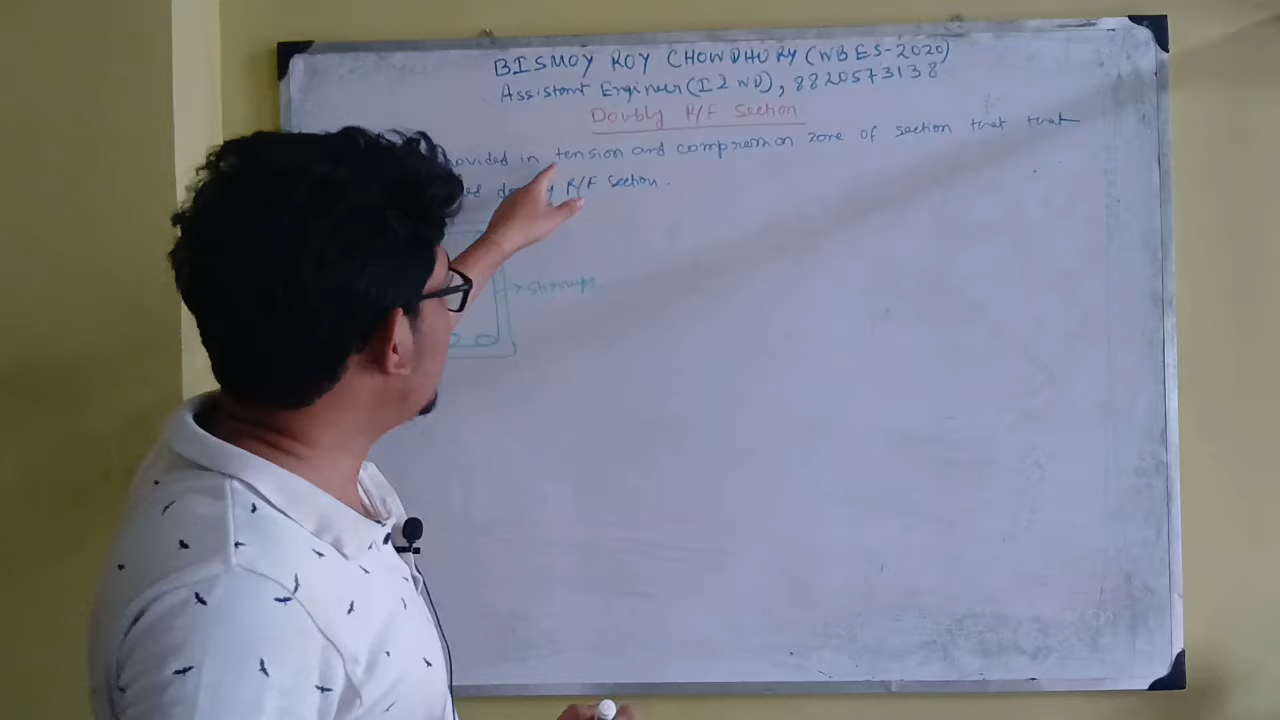 BISMOY ROY CHOWDHURY (WBES-2020)
Assistant Engineer (I & WD), 8820573138
Doubly R/F Section
provided in tension and compression zone of section that that
R/F Section.
→ stirrups.